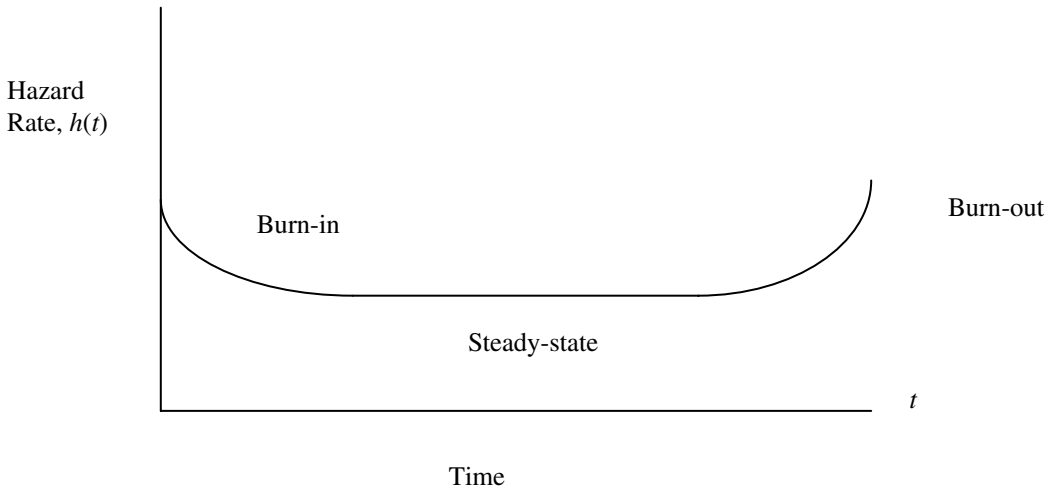 Hazard
Rate, h(t)
Burn-in
Burn-out
Steady-state
t
Time